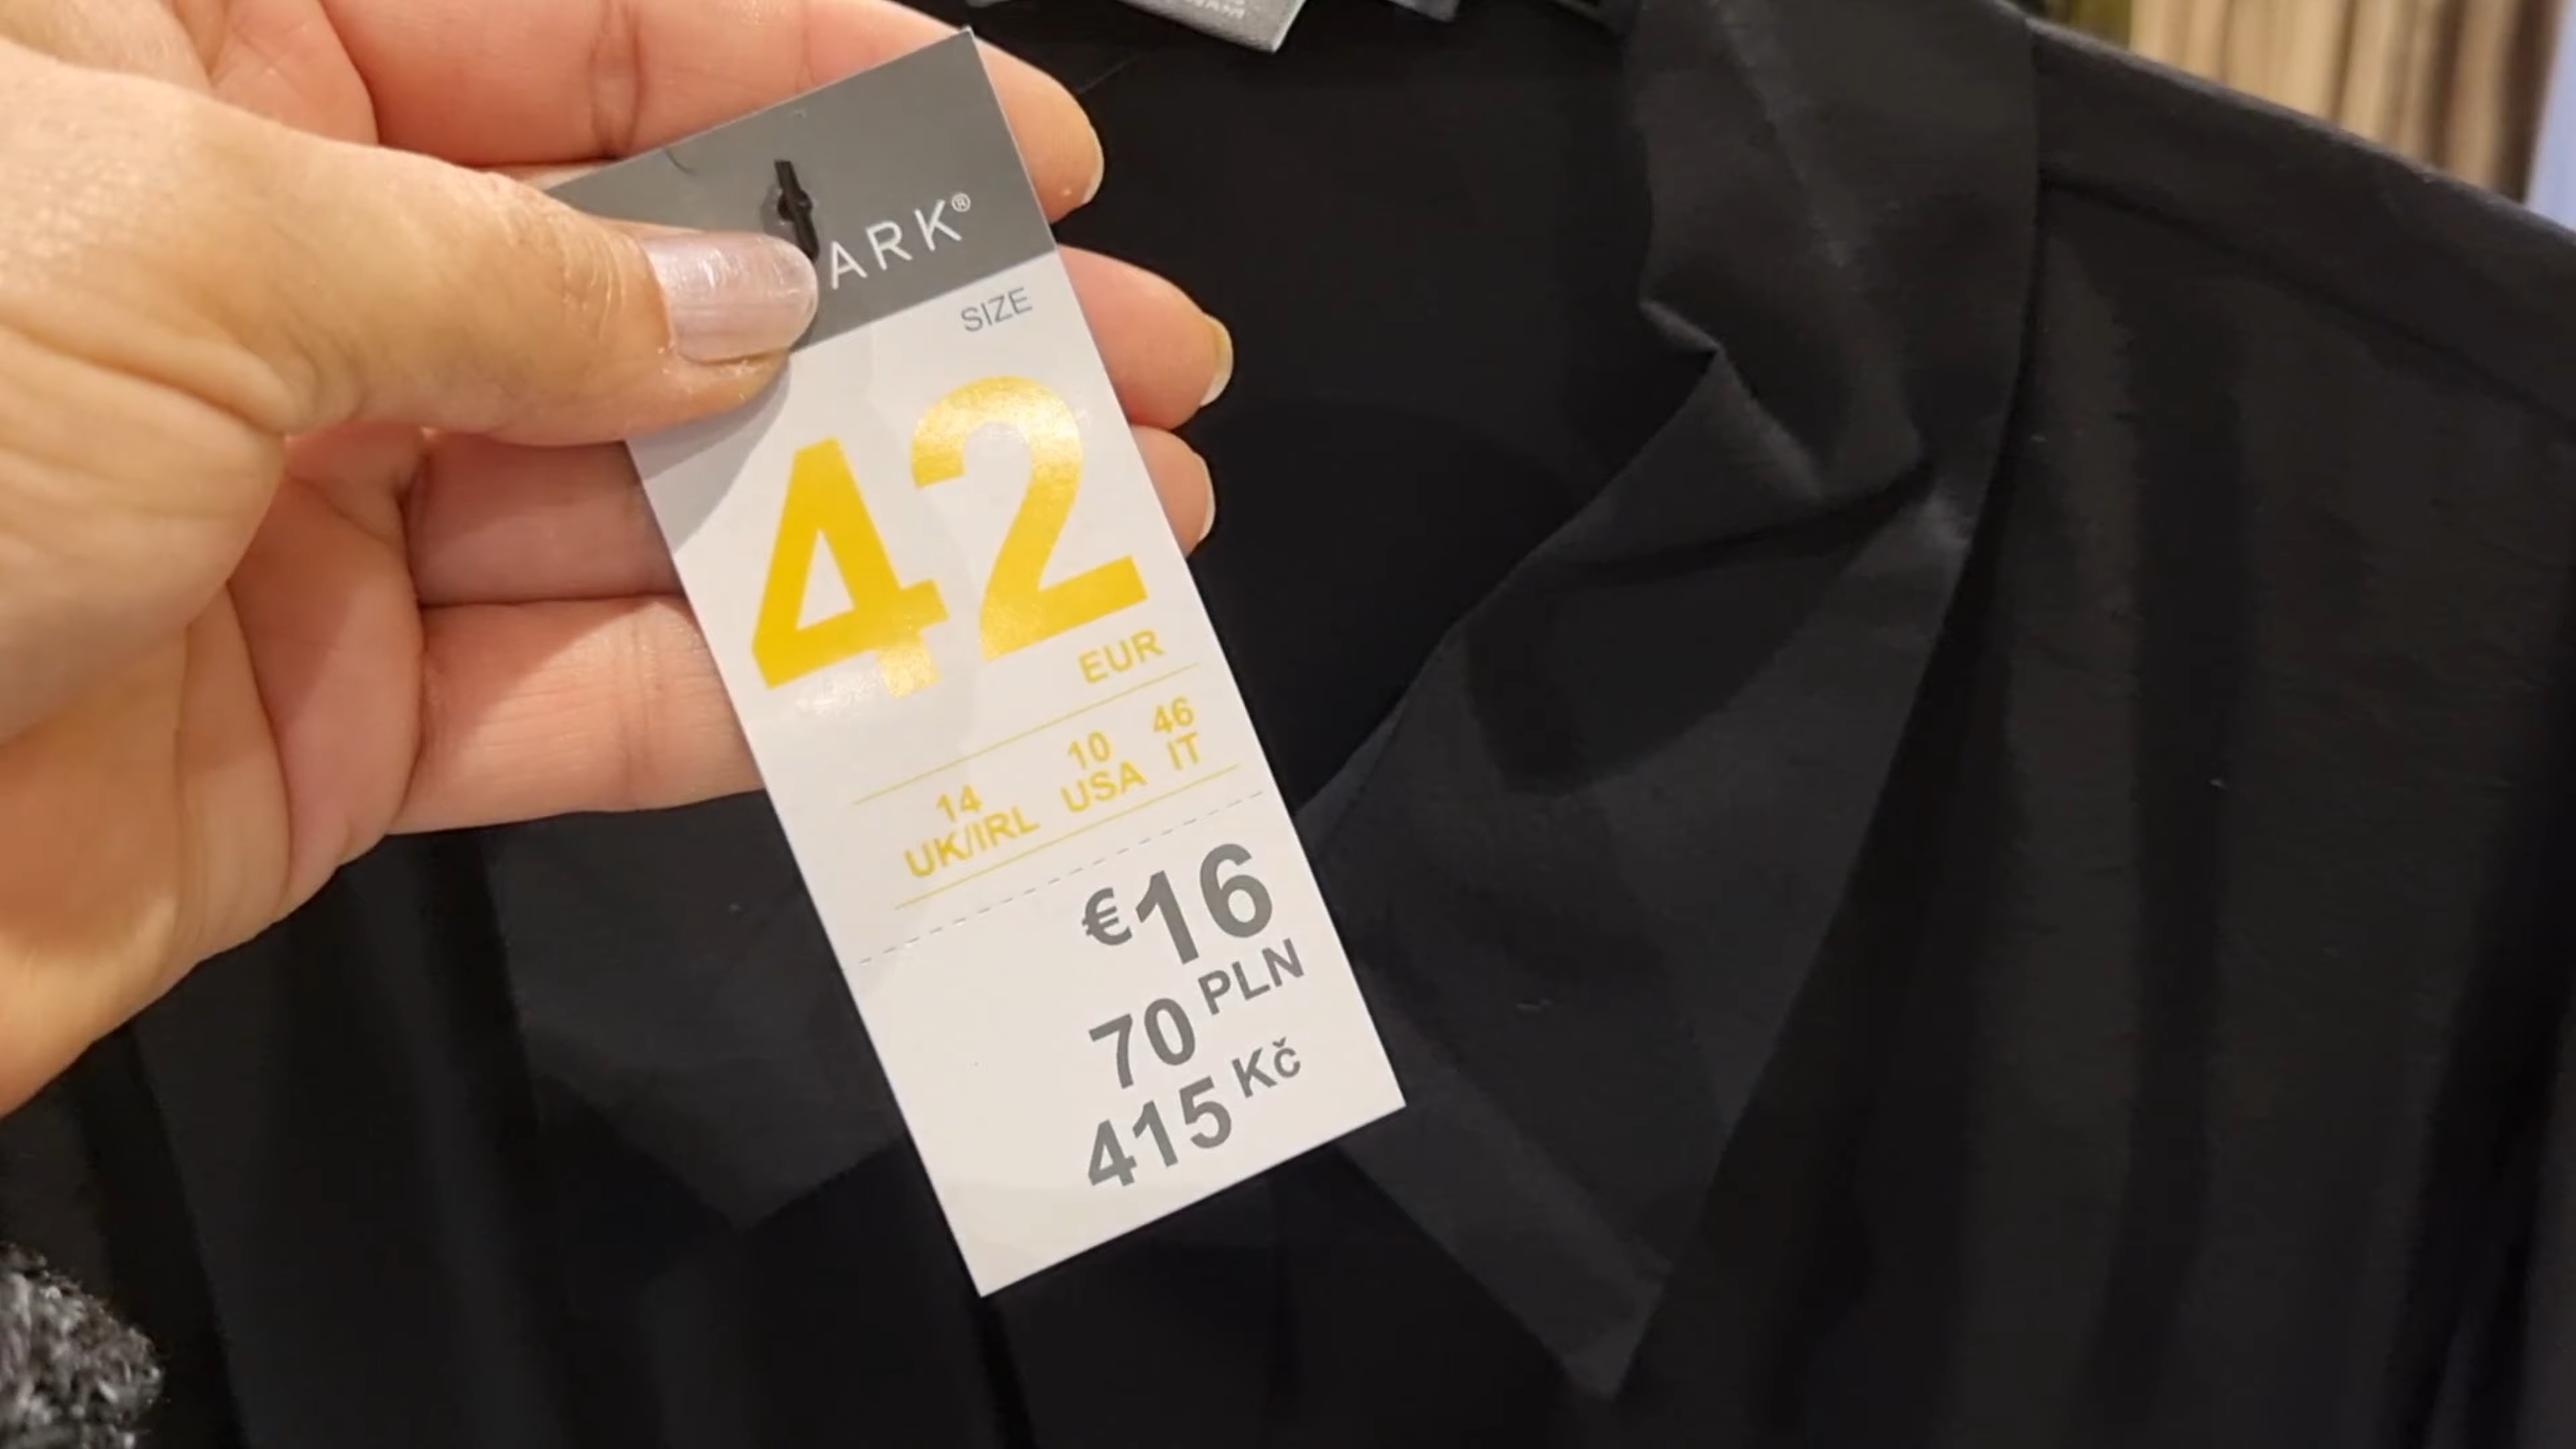 ARK®
SIZE
42
EUR
14 10 46
UK/IRL USA IT
€16
70 PLN
415 Kč